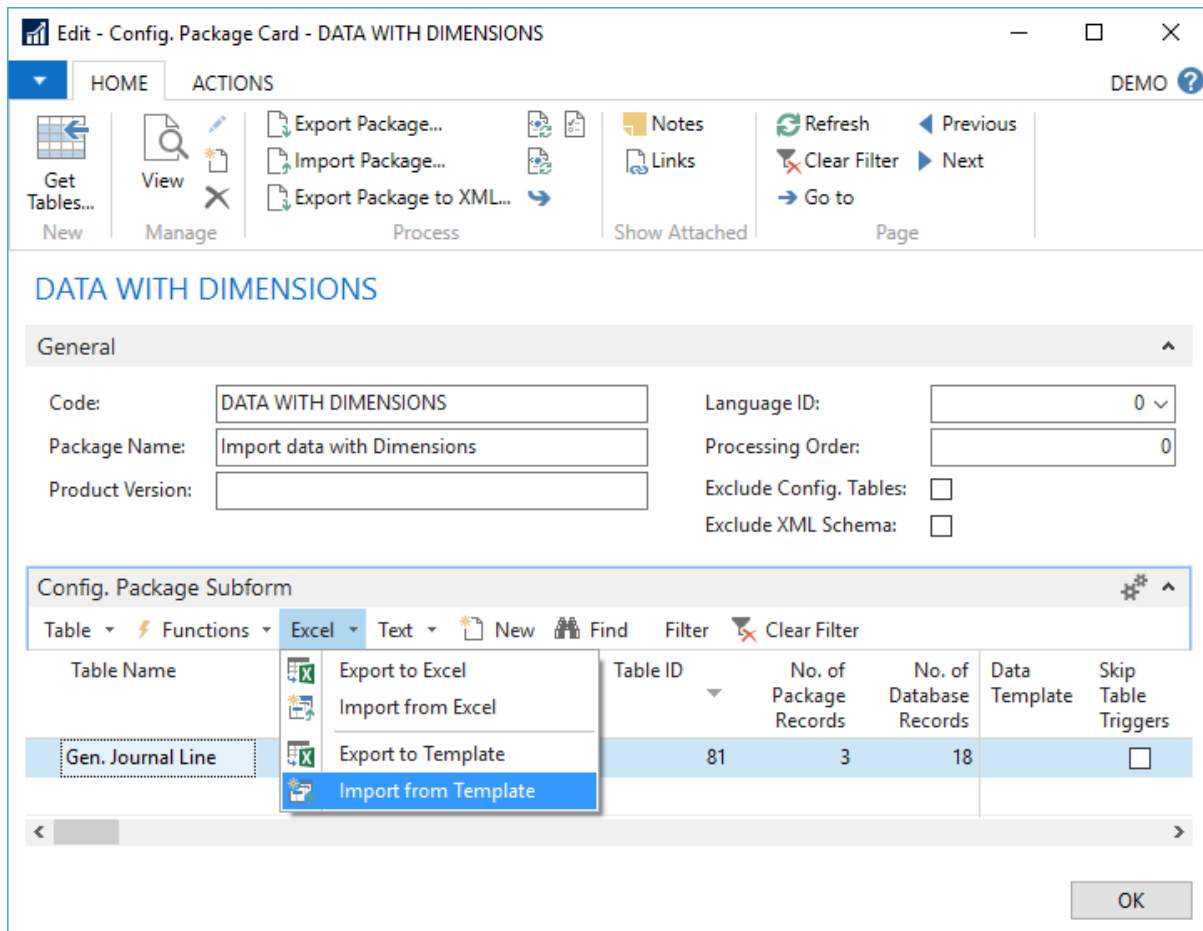 Edit - Config. Package Card - DATA WITH DIMENSIONS
HOME ACTIONS DEMO ?
Get Tables...
View
Export Package...
Import Package...
Export Package to XML...
Notes
Links
Refresh
Clear Filter
Go to
Previous
Next
New Manage Process Show Attached Page
DATA WITH DIMENSIONS
General
Code: DATA WITH DIMENSIONS Language ID: 0
Package Name: Import data with Dimensions Processing Order: 0
Product Version: Exclude Config. Tables:
Exclude XML Schema:
Config. Package Subform
Table Functions Excel Text New Find Filter Clear Filter
Table Name Table ID No. of Package Records No. of Database Records Data Template Skip Table Triggers
Export to Excel
Import from Excel
Export to Template
Import from Template
Gen. Journal Line 81 3 18
OK